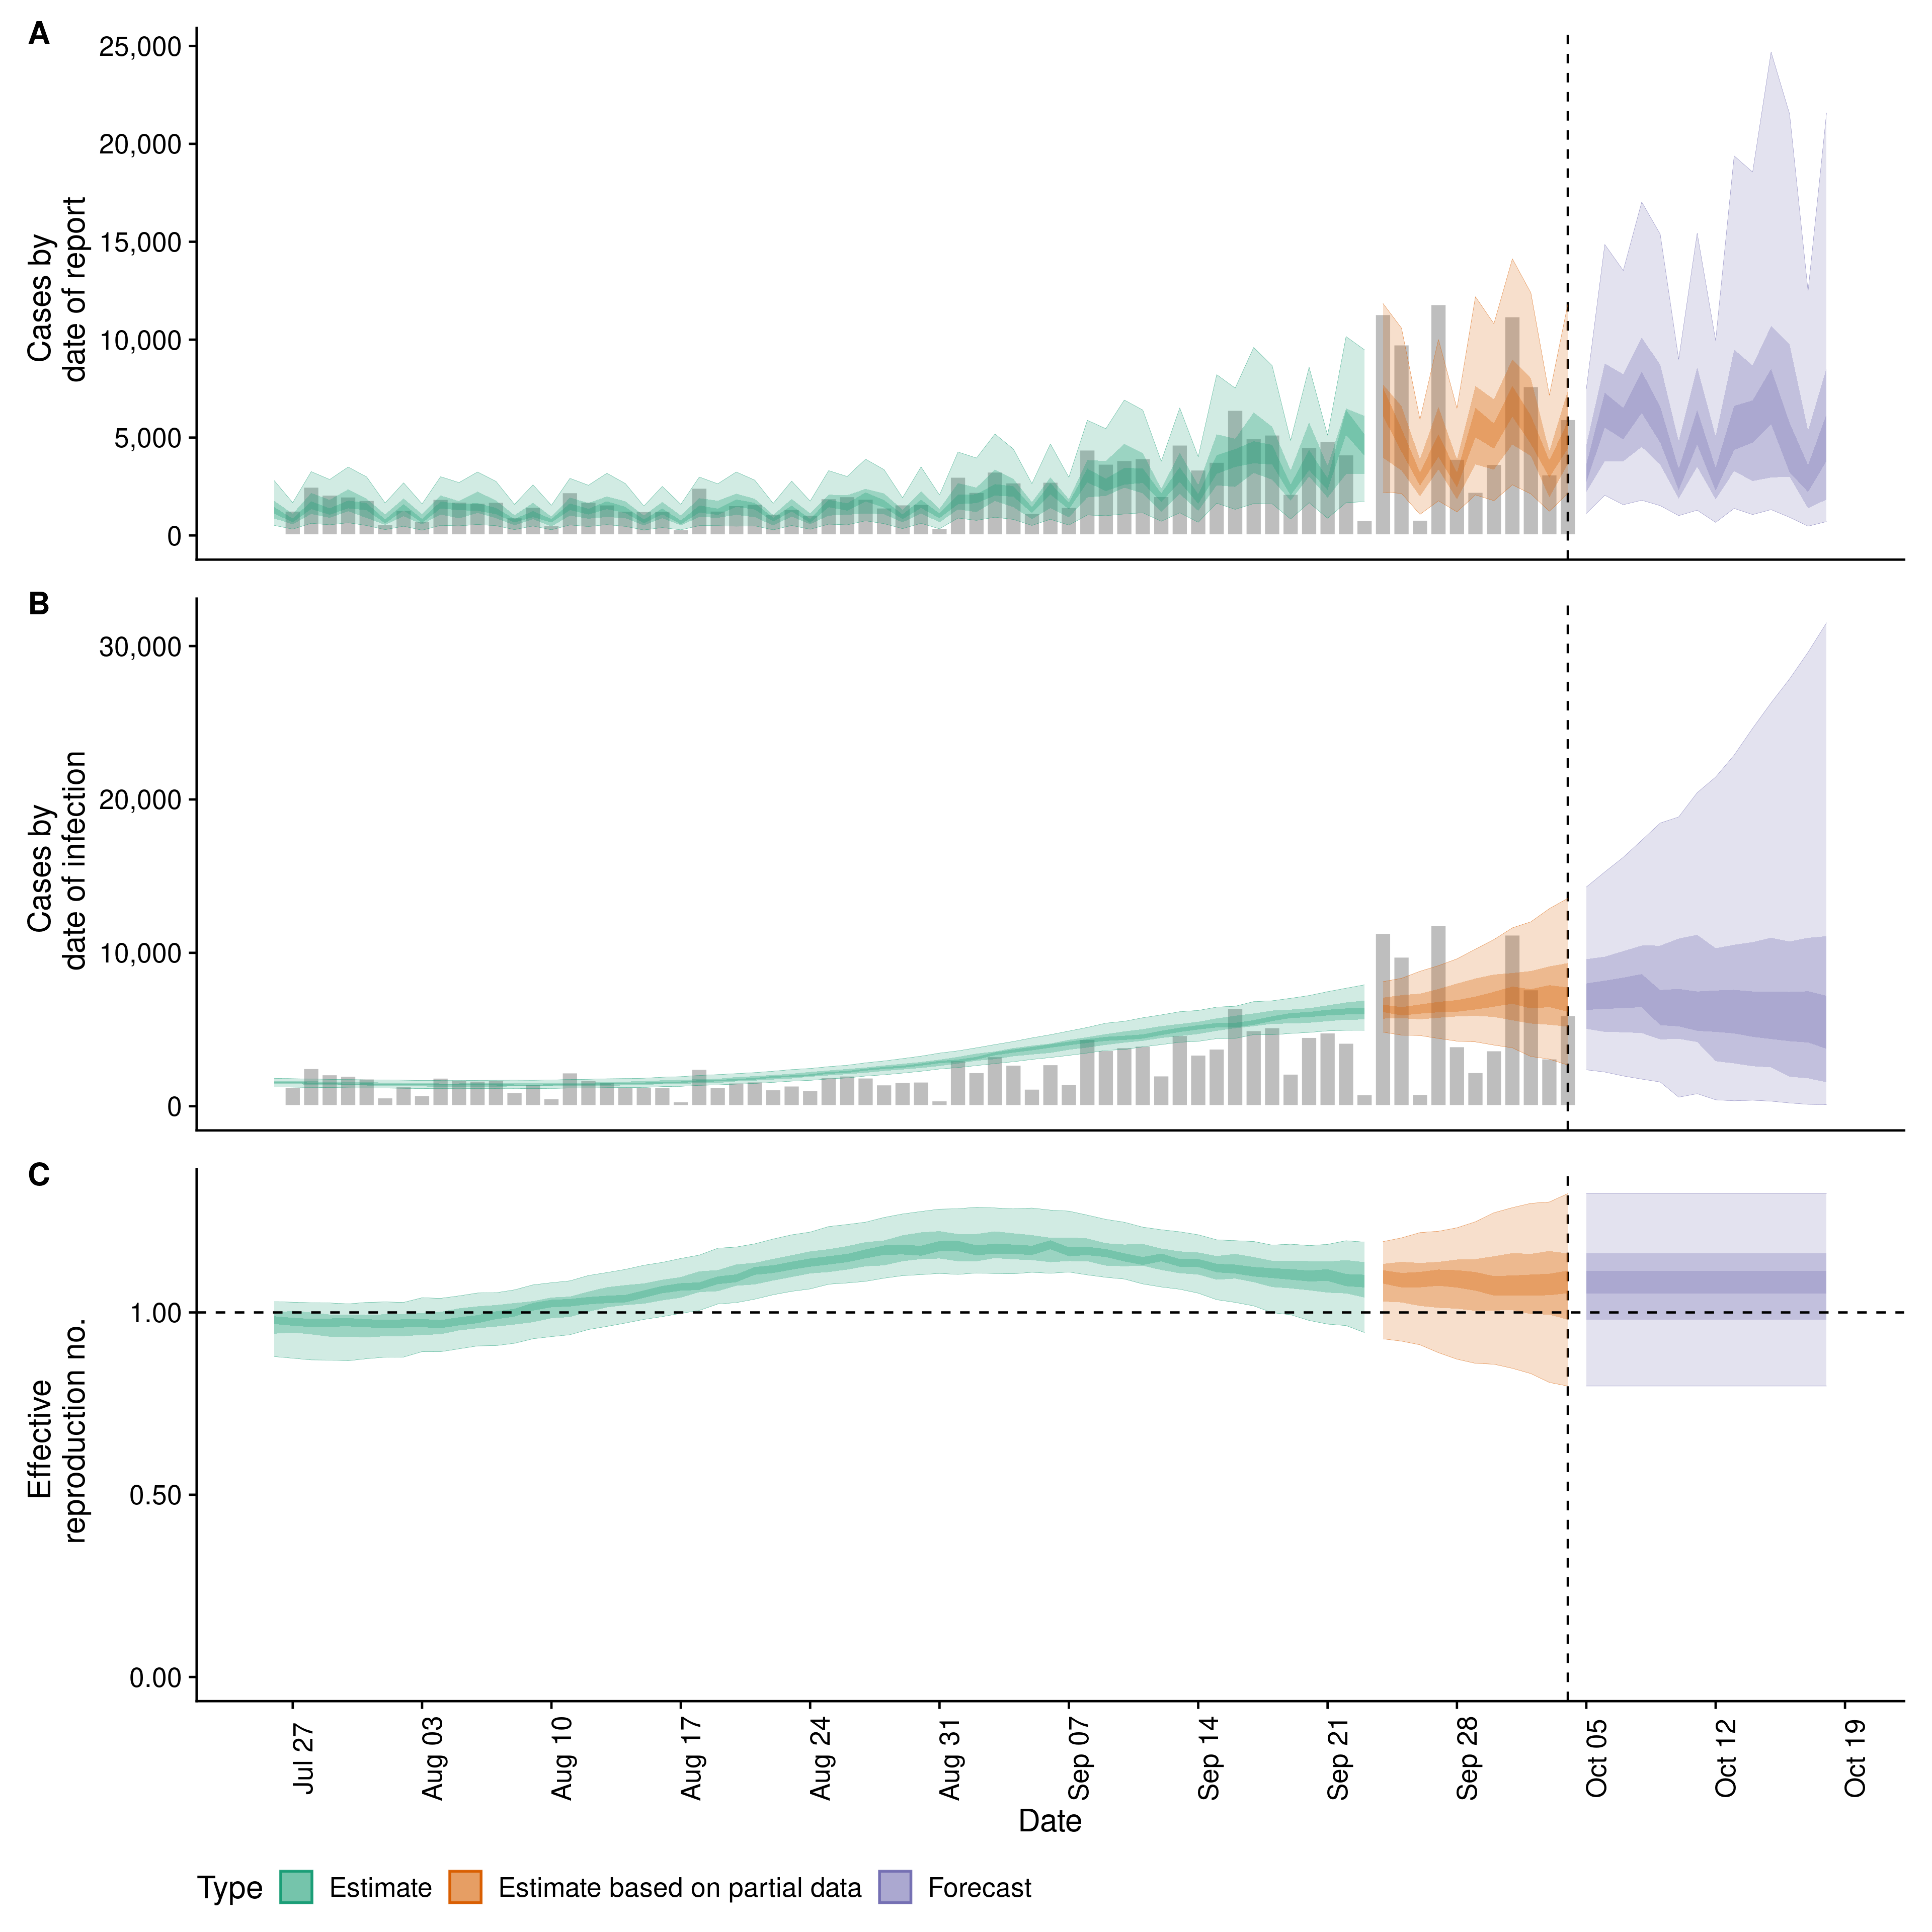 A
25,000
20,000
15,000
10,000
5,000
0
Cases by
date of report
B
30,000
20,000
10,000
0
Cases by
date of infection
C
1.00
0.50
0.00
Effective
reproduction no.
Jul 27
Aug 03
Aug 10
Aug 17
Aug 24
Aug 31
Sep 07
Sep 14
Sep 21
Sep 28
Oct 05
Oct 12
Oct 19
Date
Type Estimate Estimate based on partial data Forecast